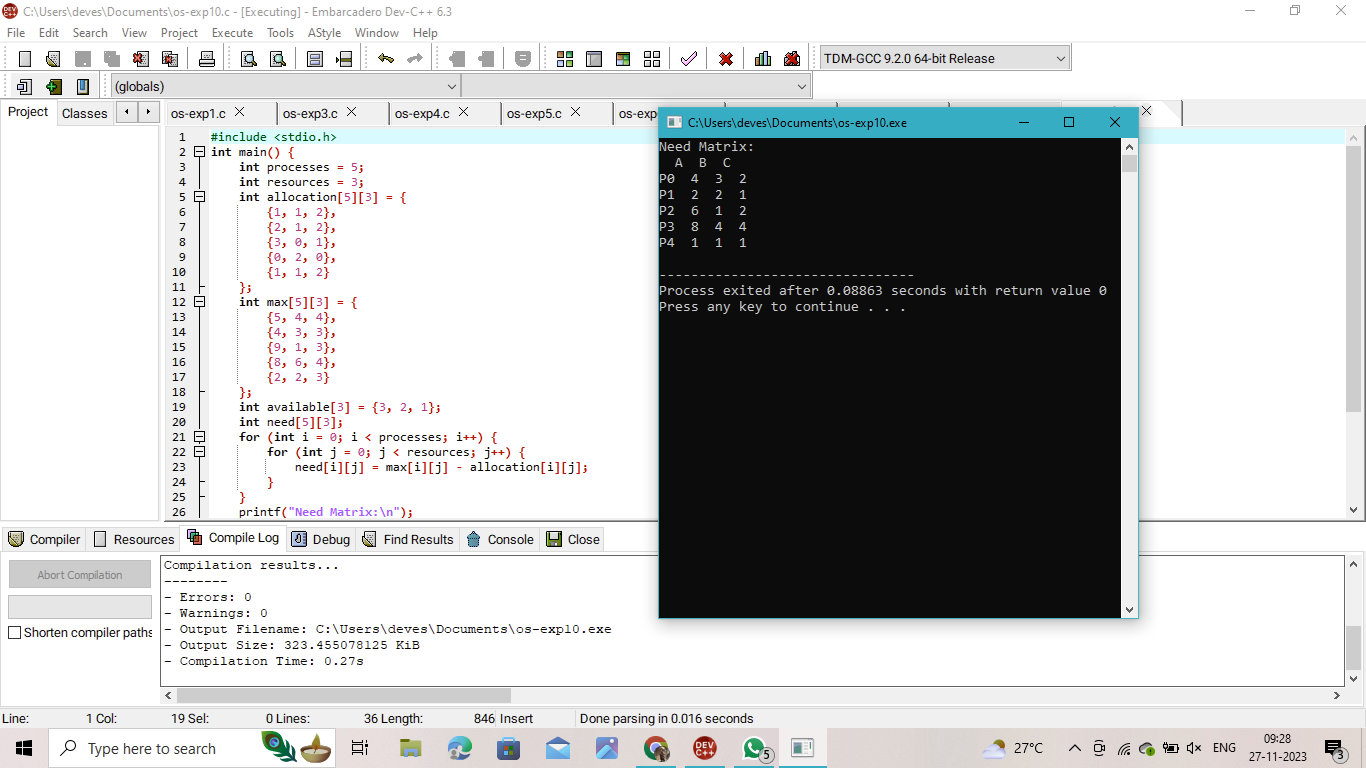 C:\Users\deves\Documents\os-exp10.c - [Executing] - Embarcadero Dev-C++ 6.3
File Edit Search View Project Execute Tools AStyle Window Help
TDM-GCC 9.2.0 64-bit Release
(globals)
Project Classes
os-exp1.c os-exp3.c os-exp4.c os-exp5.c
1 #include <stdio.h>
2 int main() {
3 int processes = 5;
4 int resources = 3;
5 int allocation[5][3] = {
6 {1, 1, 2},
7 {2, 1, 2},
8 {3, 0, 1},
9 {0, 2, 0},
10 {1, 1, 2}
11 };
12 int max[5][3] = {
13 {5, 4, 4},
14 {4, 3, 3},
15 {9, 1, 3},
16 {8, 6, 4},
17 {2, 2, 3}
18 };
19 int available[3] = {3, 2, 1};
20 int need[5][3];
21 for (int i = 0; i < processes; i++) {
22 for (int j = 0; j < resources; j++) {
23 need[i][j] = max[i][j] - allocation[i][j];
24 }
25 }
26 printf("Need Matrix:\n");
C:\Users\deves\Documents\os-exp10.exe
Need Matrix:
A B C
P0 4 3 2
P1 2 2 1
P2 6 1 2
P3 8 4 4
P4 1 1 1
--------------------------------
Process exited after 0.08863 seconds with return value 0
Press any key to continue . . .
Compiler Resources Compile Log Debug Find Results Console Close
Abort Compilation
Shorten compiler paths
Compilation results...
--------
- Errors: 0
- Warnings: 0
- Output Filename: C:\Users\deves\Documents\os-exp10.exe
- Output Size: 323.455078125 KiB
- Compilation Time: 0.27s
Line: 1 Col: 19 Sel: 0 Lines: 36 Length: 846 Insert Done parsing in 0.016 seconds
Type here to search
DEV C++
5
27°C
ENG
09:28
27-11-2023
3